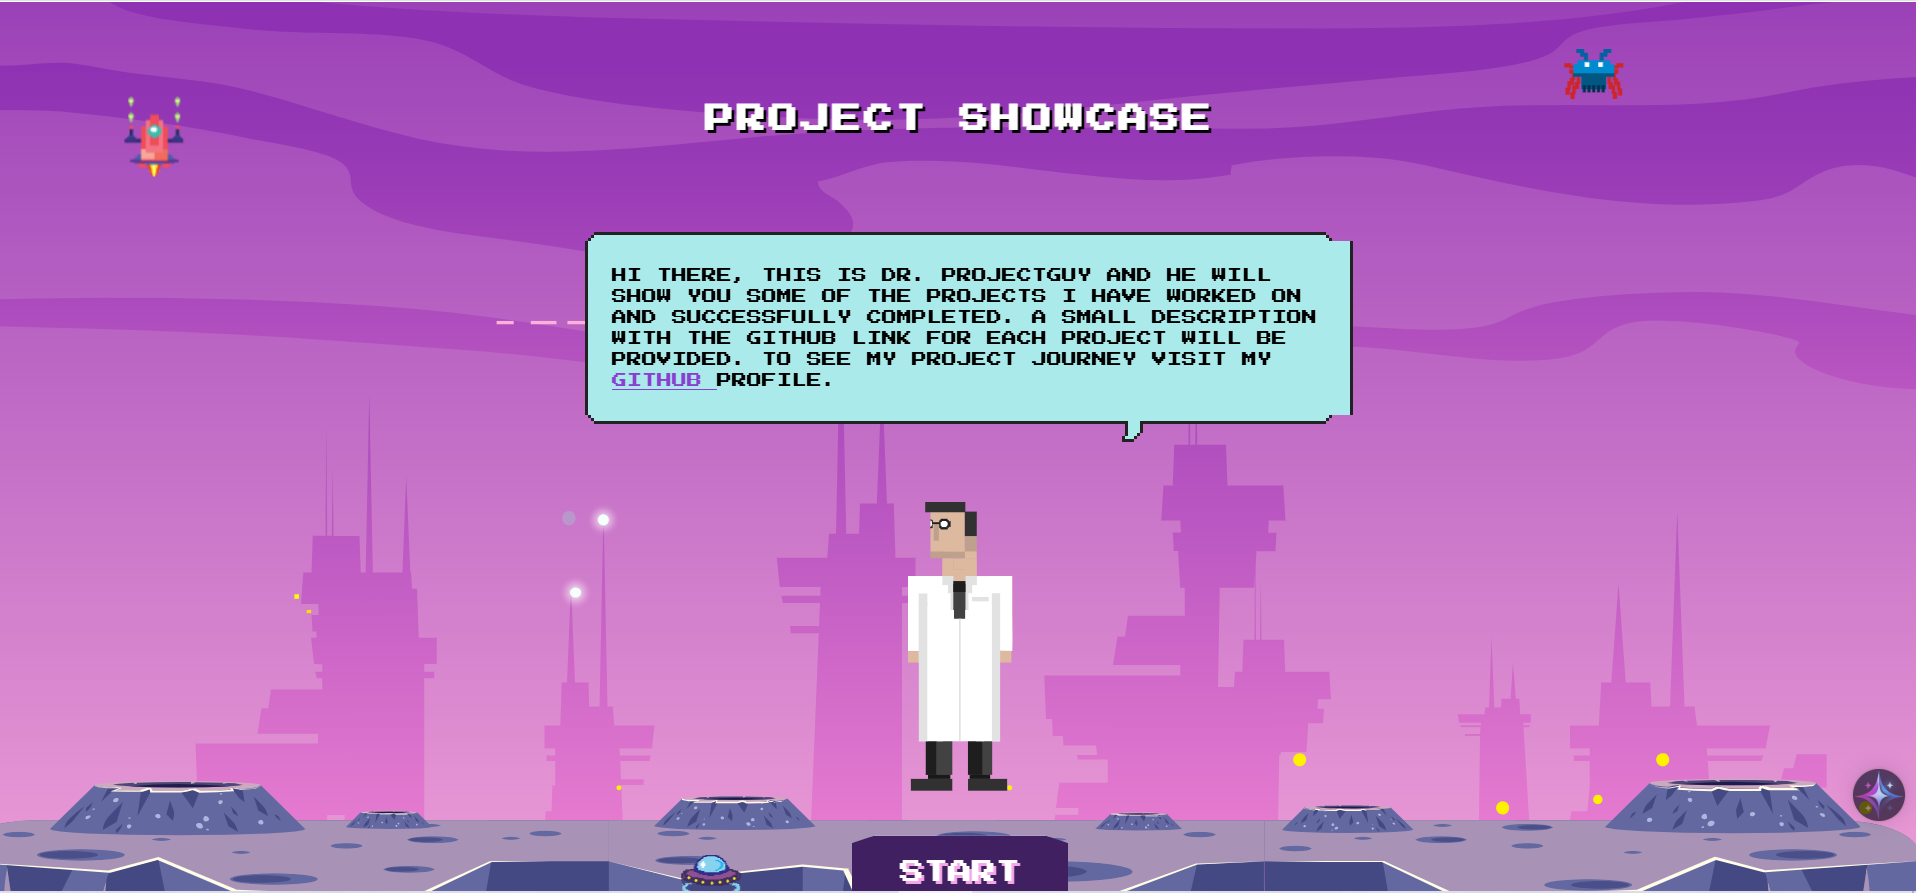 PROJECT SHOWCASE
HI THERE, THIS IS DR. PROJECTGUY AND HE WILL
SHOW YOU SOME OF THE PROJECTS I HAVE WORKED ON
AND SUCCESSFULLY COMPLETED. A SMALL DESCRIPTION
WITH THE GITHUB LINK FOR EACH PROJECT WILL BE
PROVIDED. TO SEE MY PROJECT JOURNEY VISIT MY
GITHUB PROFILE.
START